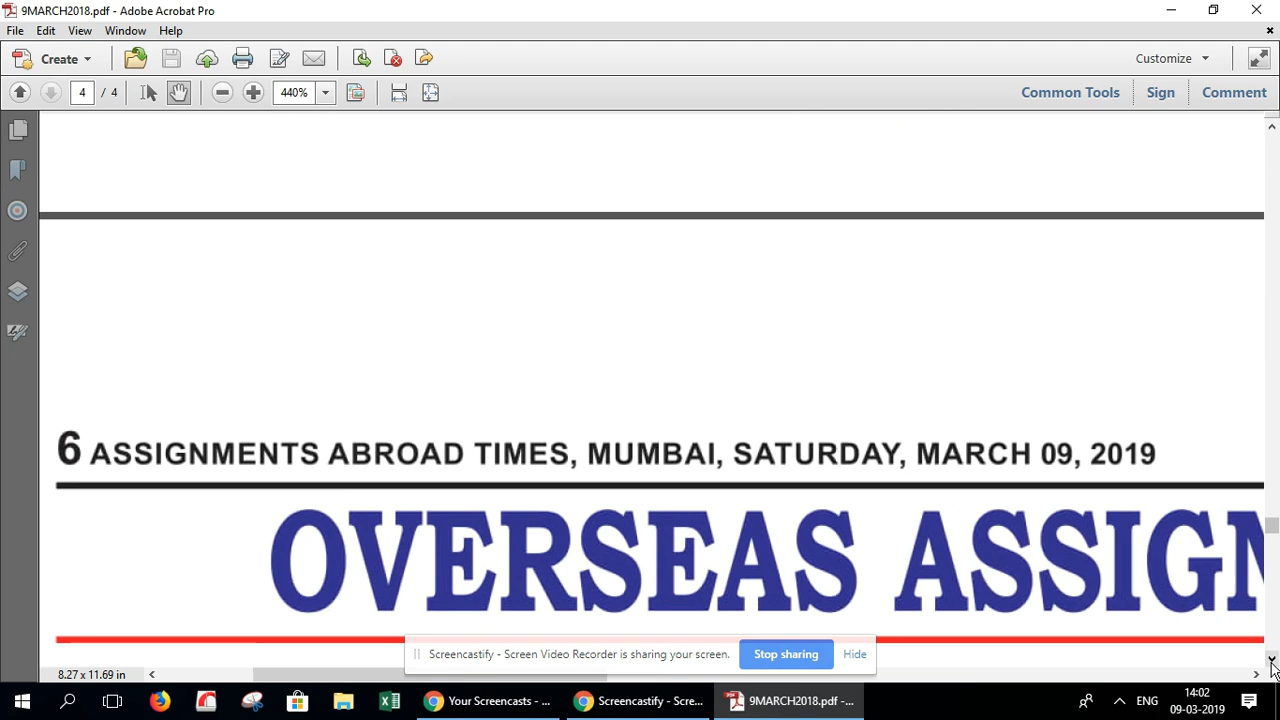 9MARCH2018.pdf - Adobe Acrobat Pro
File Edit View Window Help
Create
Customize
4 / 4
440%
Common Tools
Sign
Comment
6 ASSIGNMENTS ABROAD TIMES, MUMBAI, SATURDAY, MARCH 09, 2019
OVERSEAS ASSIGN
Screencastify - Screen Video Recorder is sharing your screen.
Stop sharing
Hide
8.27 x 11.69 in
Your Screencasts - ...
Screencastify - Scre...
9MARCH2018.pdf -...
ENG
14:02
09-03-2019